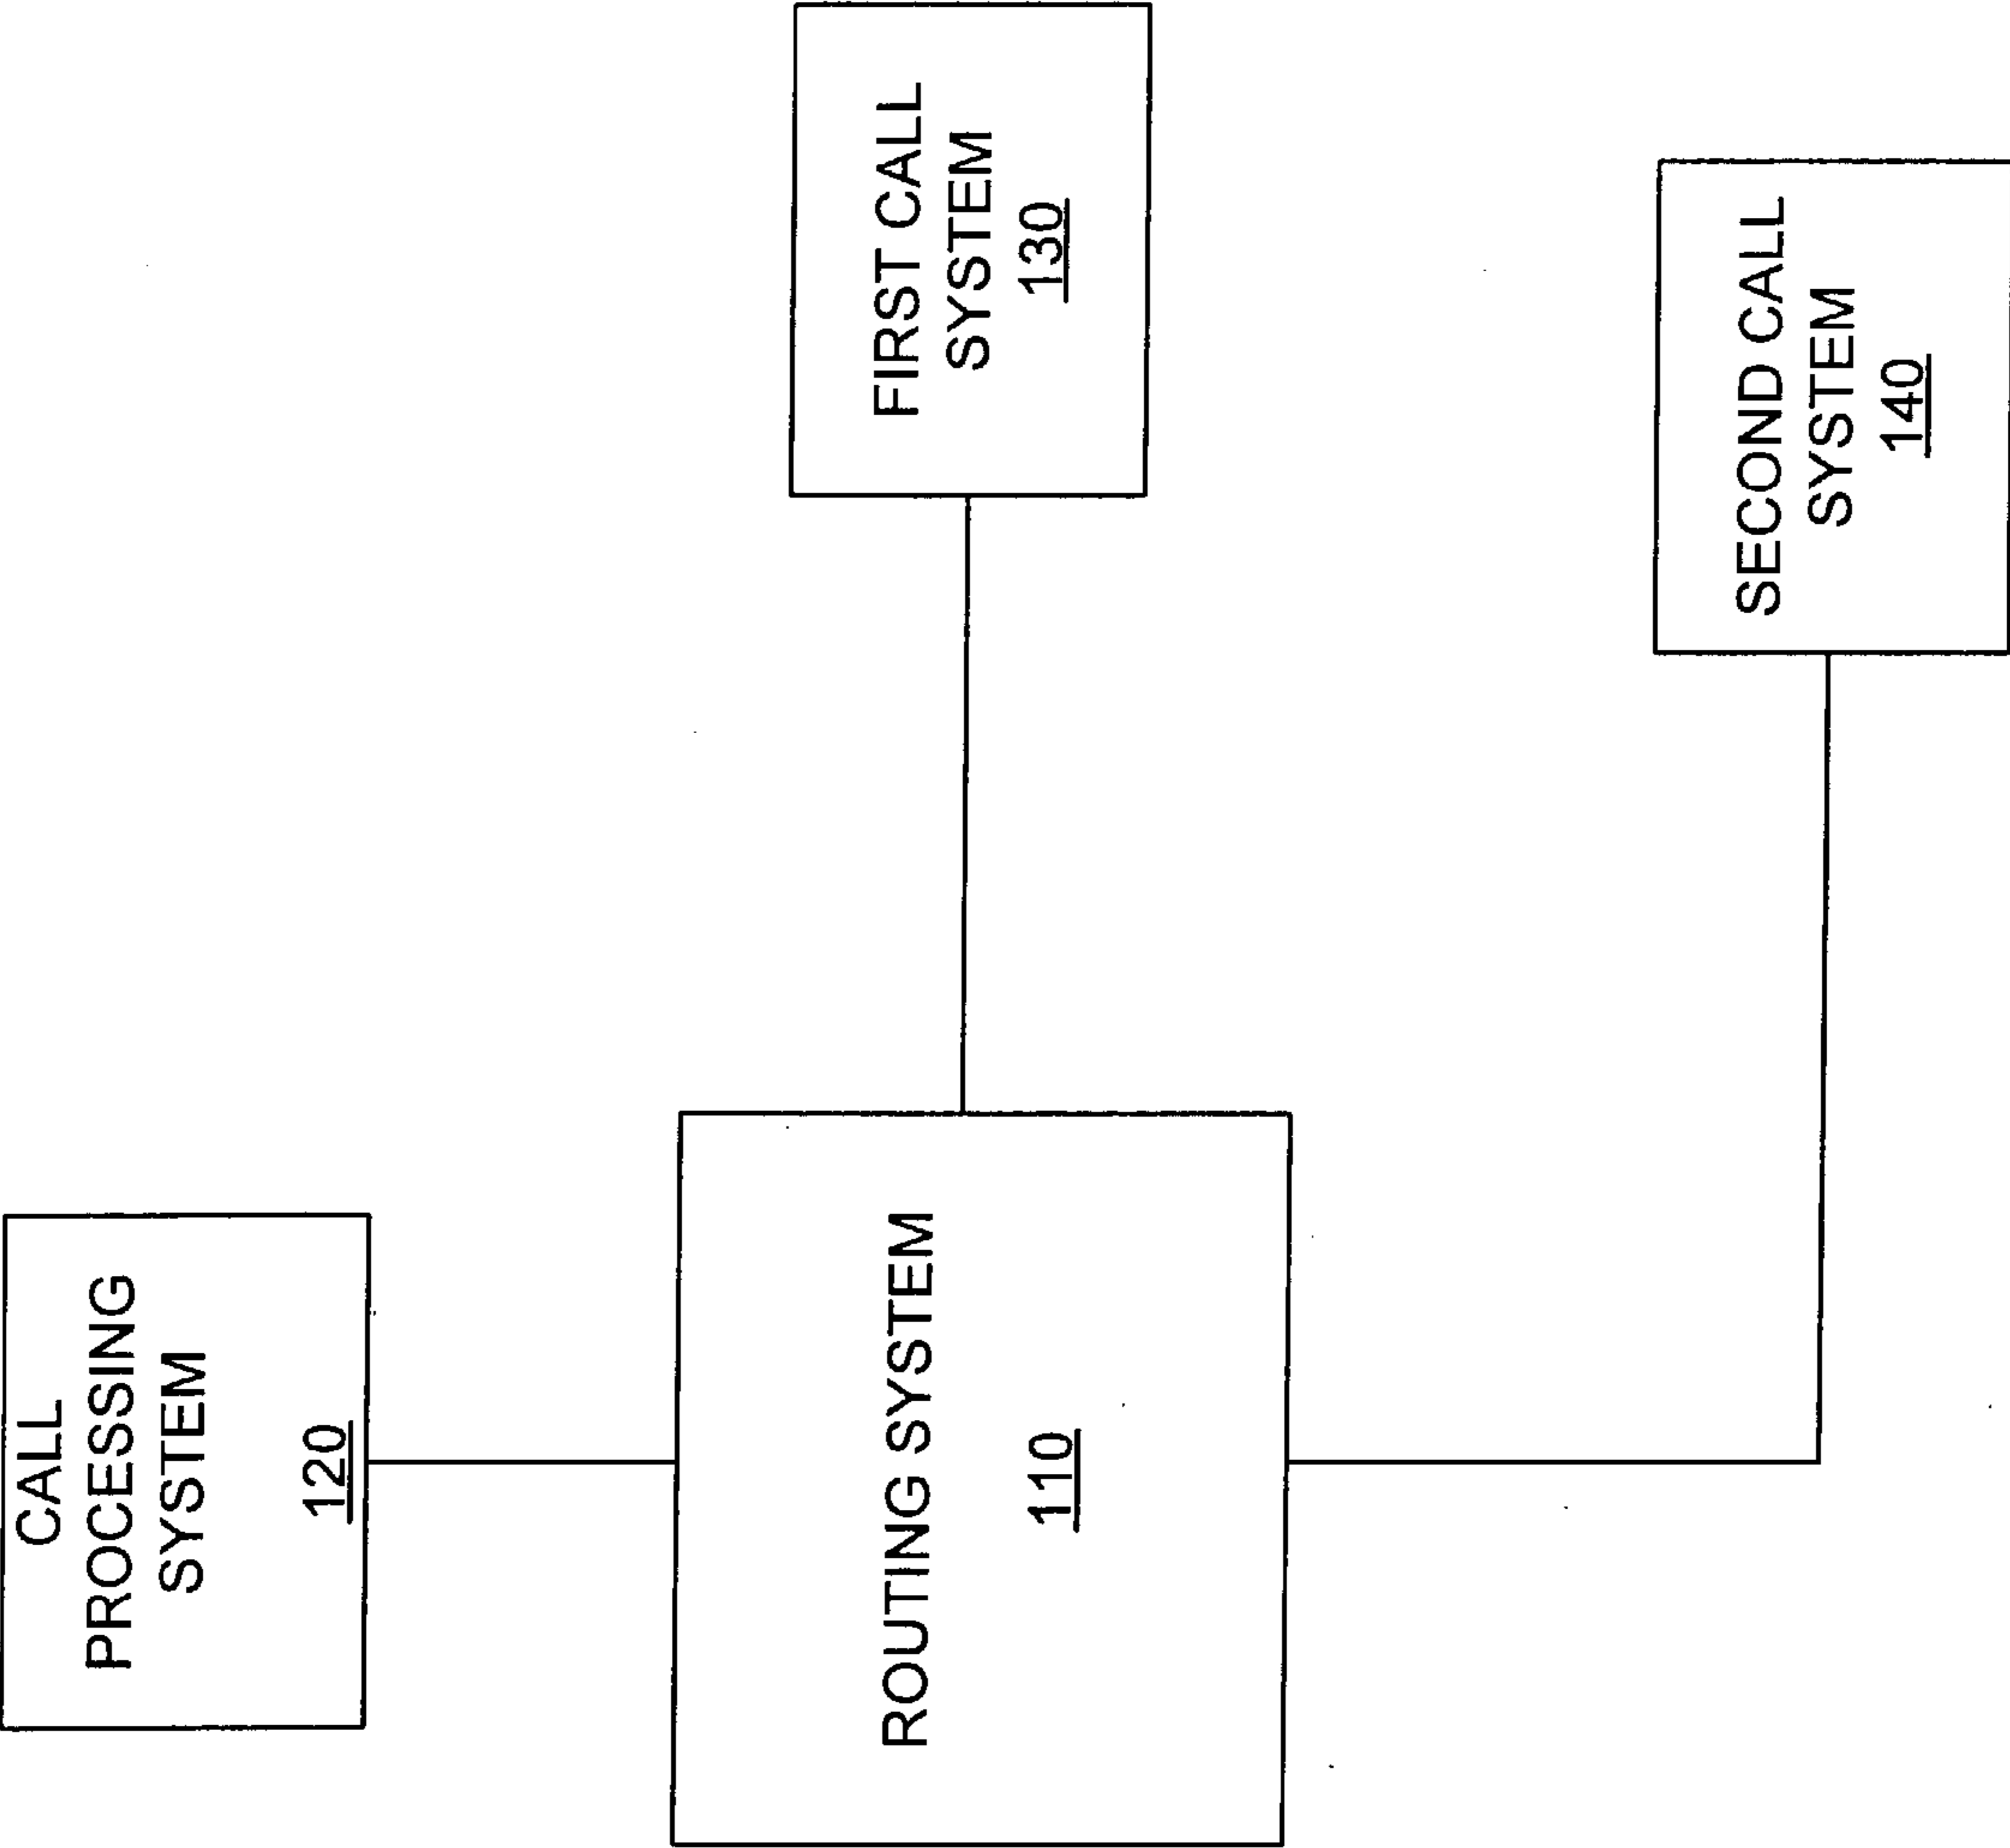 CALL
PROCESSING
SYSTEM
120
ROUTING SYSTEM
110
FIRST CALL
SYSTEM
130
SECOND CALL
SYSTEM
140